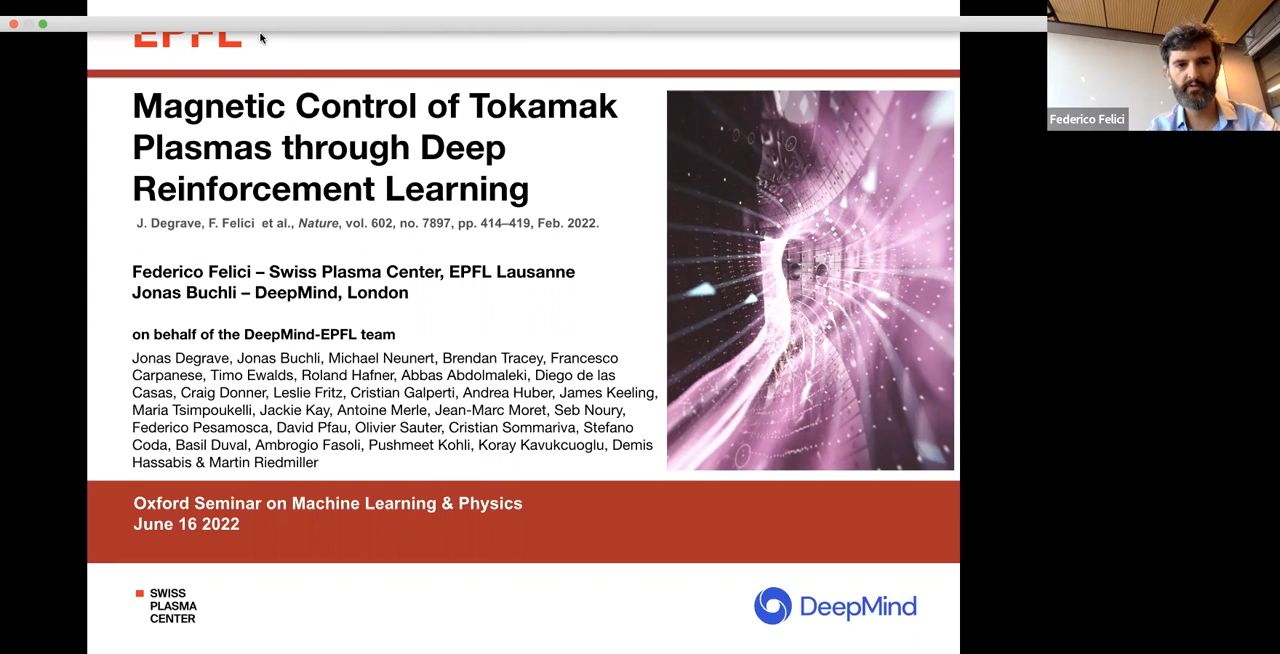 EPFL
Magnetic Control of Tokamak
Plasmas through Deep
Reinforcement Learning
J. Degrave, F. Felici et al., Nature, vol. 602, no. 7897, pp. 414–419, Feb. 2022.
Federico Felici – Swiss Plasma Center, EPFL Lausanne
Jonas Buchli – DeepMind, London
on behalf of the DeepMind-EPFL team
Jonas Degrave, Jonas Buchli, Michael Neunert, Brendan Tracey, Francesco
Carpanese, Timo Ewalds, Roland Hafner, Abbas Abdolmaleki, Diego de las
Casas, Craig Donner, Leslie Fritz, Cristian Galperti, Andrea Huber, James Keeling,
Maria Tsimpoukelli, Jackie Kay, Antoine Merle, Jean-Marc Moret, Seb Noury,
Federico Pesamosca, David Pfau, Olivier Sauter, Cristian Sommariva, Stefano
Coda, Basil Duval, Ambrogio Fasoli, Pushmeet Kohli, Koray Kavukcuoglu, Demis
Hassabis & Martin Riedmiller
Oxford Seminar on Machine Learning & Physics
June 16 2022
SWISS
PLASMA
CENTER
DeepMind
Federico Felici